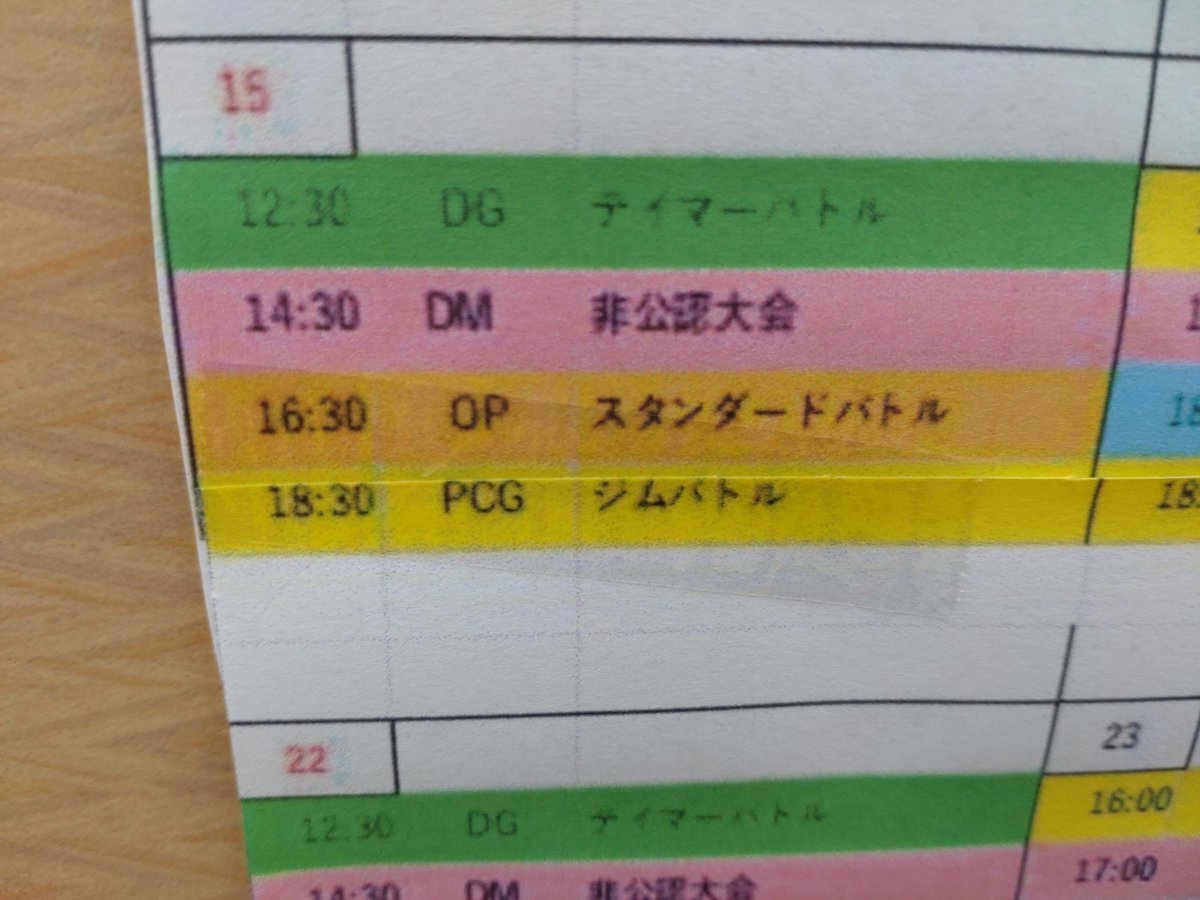 15
12:30 DG テイマーバトル
14:30 DM 非公認大会
16:30 OP スタンダードバトル
18:30 PCG ジムバトル
22
12:30 DG テイマーバトル
14:30 DM 非公認大会
23
16:00
17:00